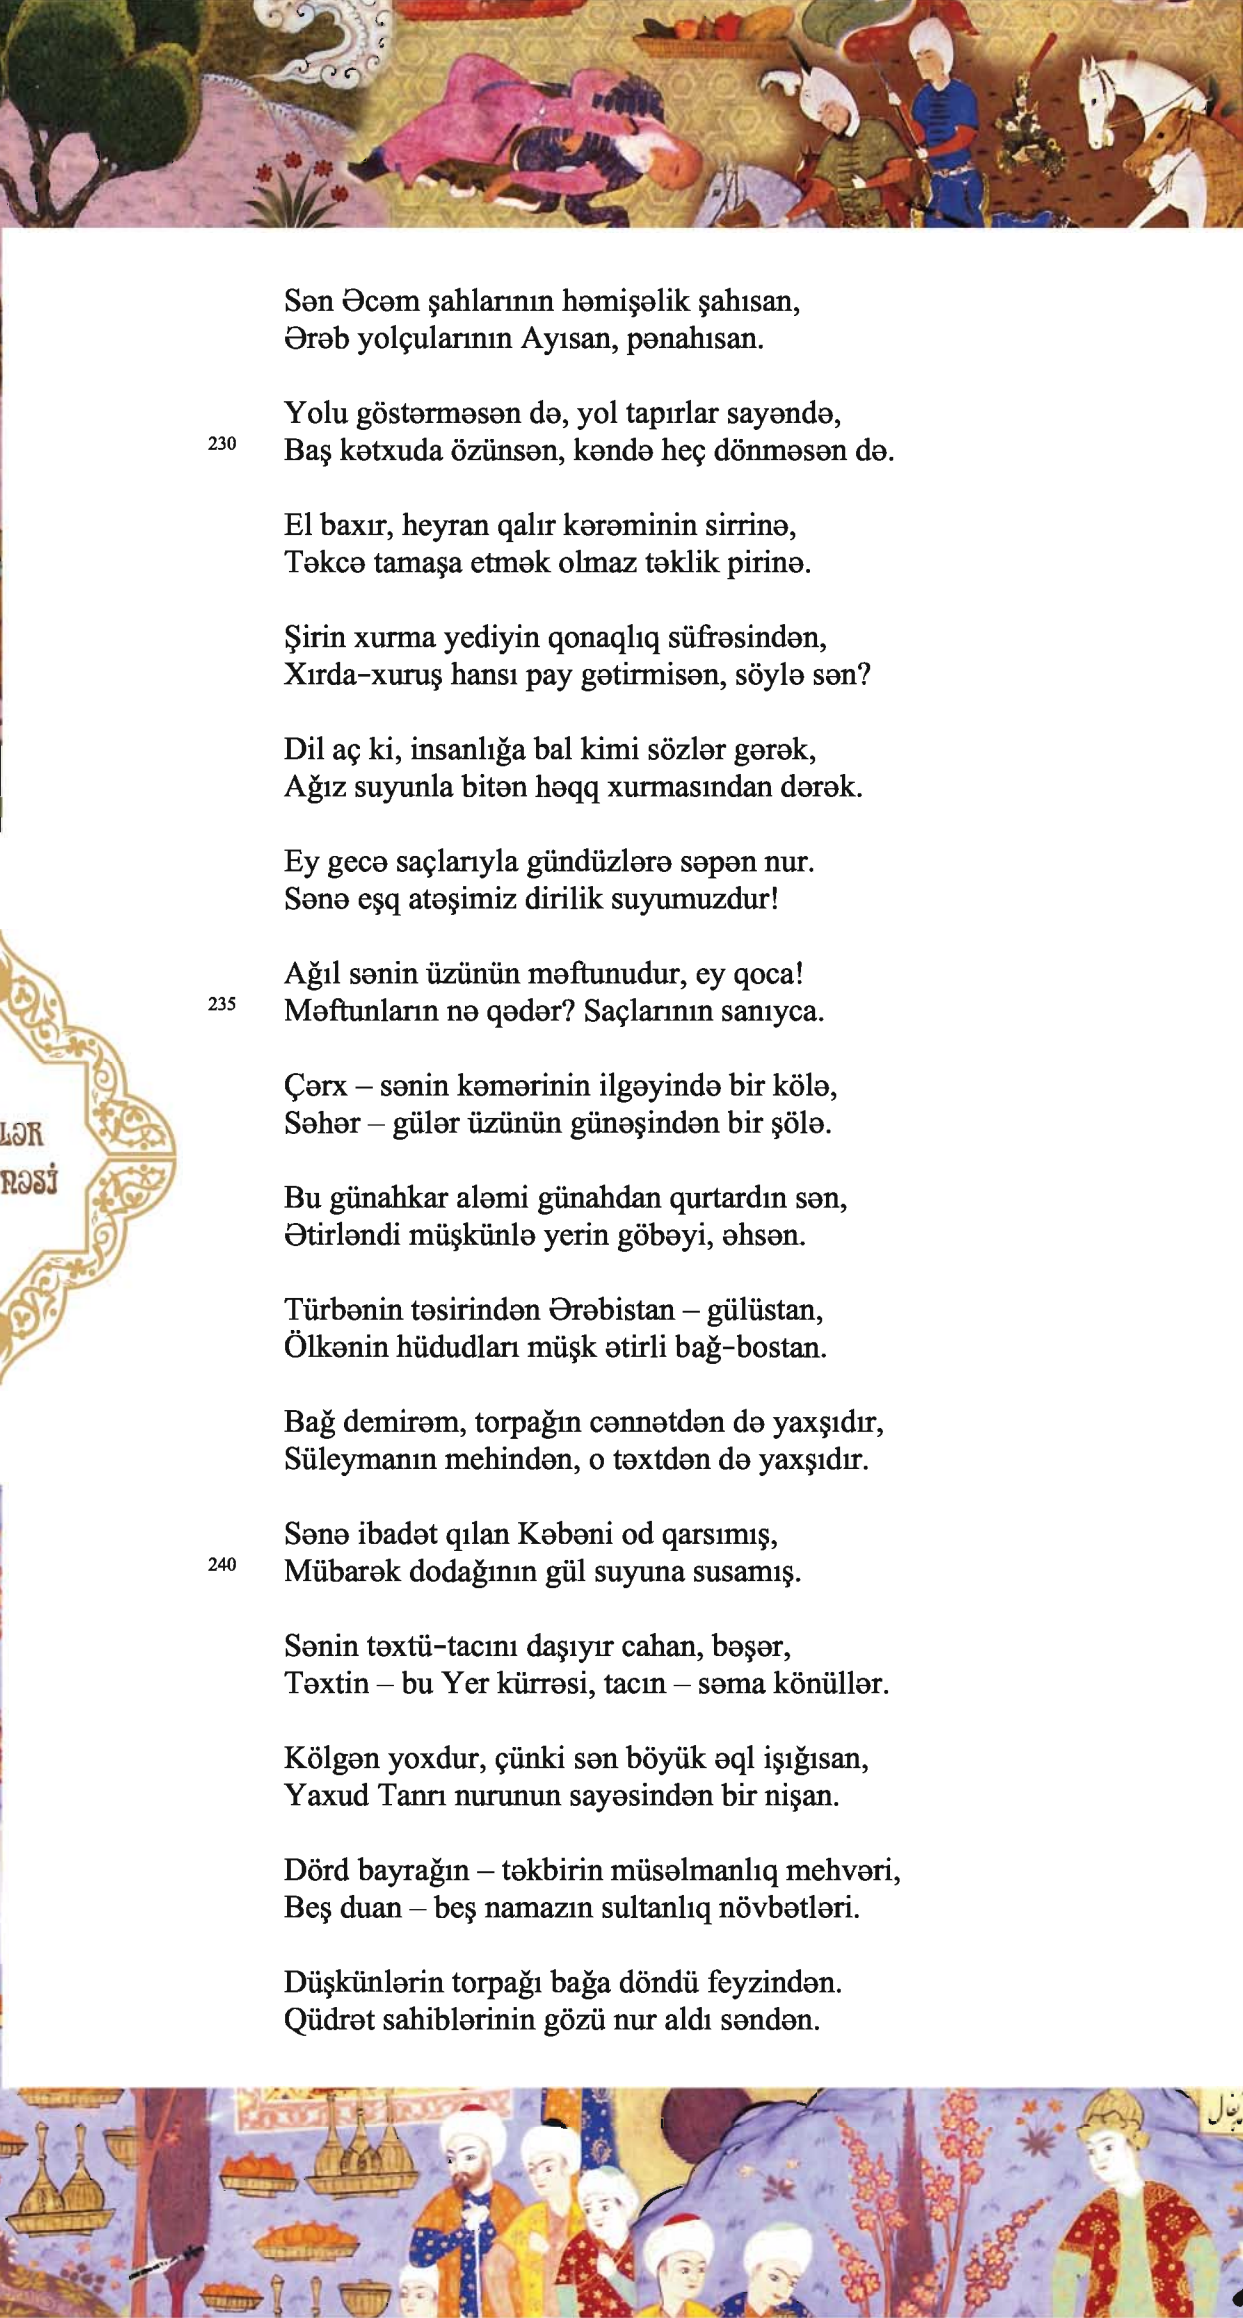 Sən Əcəm şahlarının həmişəlik şahısan,
Ərəb yolçularının Ayısan, pənahısan.
Yolu göstərməsən də, yol tapırlar sayəndə,
230 Baş kətxuda özünsən, kəndə heç dönməsən də.
El baxır, heyran qalır kərəminin sirrinə,
Təkcə tamaşa etmək olmaz təklik pirinə.
Şirin xurma yediyin qonaqlıq süfrəsindən,
Xırda-xuruş hansı pay gətirmisən, söylə sən?
Dil aç ki, insanlığa bal kimi sözlər gərək,
Ağız suyunla bitən həqq xurmasından dərək.
Ey gecə saçlarıyla gündüzlərə səpən nur.
Sənə eşq atəşimiz dirilik suyumuzdur!
Ağıl sənin üzünün məftunudur, ey qoca!
235 Məftunların nə qədər? Saçlarının sanıyca.
Çərx – sənin kəmərinin ilgəyində bir kölə,
Səhər – gülər üzünün günəşindən bir şölə.
LƏR
NƏSİ
Bu günahkar aləmi günahdan qurtardın sən,
Ətirləndi müşkünlə yerin göbəyi, əhsən.
Türbənin təsirindən Ərəbistan – gülüstan,
Ölkənin hüdudları müşk ətirli bağ-bostan.
Bağ demirəm, torpağın cənnətdən də yaxşıdır,
Süleymanın mehindən, o təxtdən də yaxşıdır.
Sənə ibadət qılan Kəbəni od qarsımış,
240 Mübarək dodağının gül suyuna susamış.
Sənin təxtü-tacını daşıyır cahan, bəşər,
Təxtin – bu Yer kürrəsi, tacın – səma könüllər.
Kölgən yoxdur, çünki sən böyük əql işığısan,
Yaxud Tanrı nurunun sayəsindən bir nişan.
Dörd bayrağın – təkbirin müsəlmanlıq mehvəri,
Beş duan – beş namazın sultanlıq növbətləri.
Düşkünlərin torpağı bağa döndü feyzindən.
Qüdrət sahiblərinin gözü nur aldı səndən.